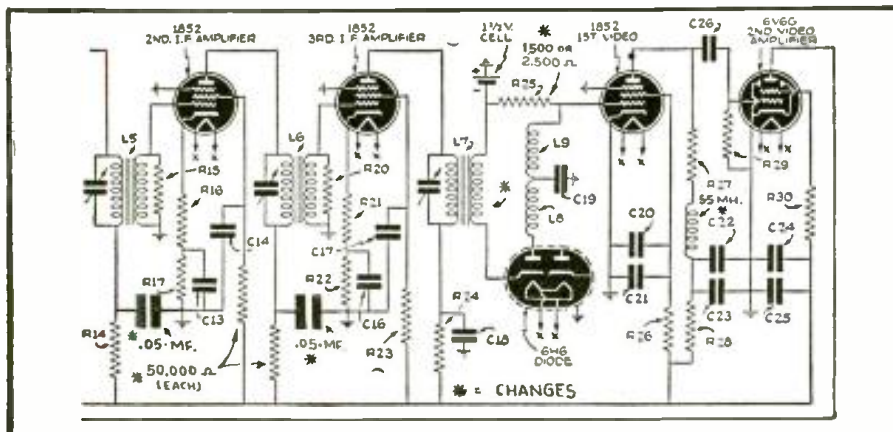 1852
2ND. I.F AMPLIFIER
1852
3RD. I F AMPLIFIER
1½V.
CELL
*
1500 OR
2.500 Ω
R25
1852
1ST VIDEO
C26
6V6G
2ND VIDEO
AMPLIFIER
L5
R15
R16
L6
R20
R21
L7
*
L9
C19
L8
R29
R27
55 MH.
*
R30
C14
C17
C20
C22
C24
R17
C13
R22
C16
R24
C18
C21
C23
C25
R14
*
.05·MF.
* 50,000 Ω
(EACH)
.05·MF.
*
R23
6H6
DIODE
R26
R28
* = CHANGES
x x
x x
x x
x x
x x